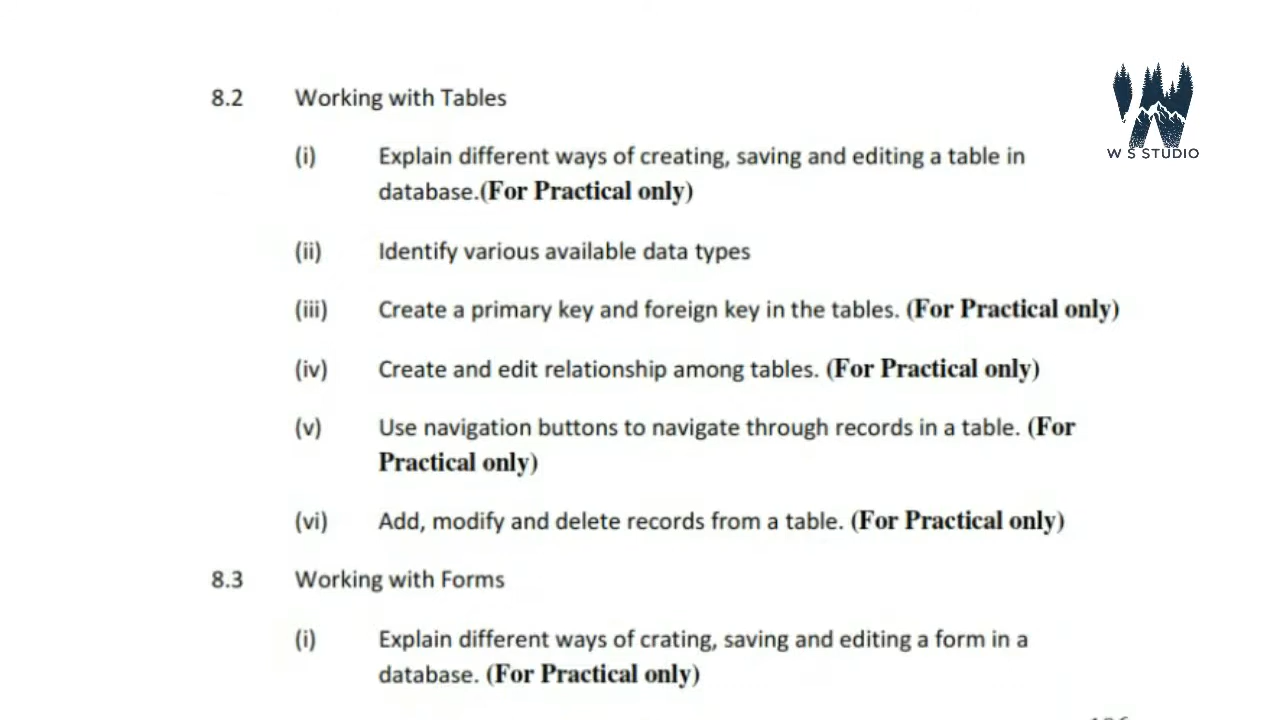 8.2 Working with Tables
W S STUDIO
(i) Explain different ways of creating, saving and editing a table in
database.(For Practical only)
(ii) Identify various available data types
(iii) Create a primary key and foreign key in the tables. (For Practical only)
(iv) Create and edit relationship among tables. (For Practical only)
(v) Use navigation buttons to navigate through records in a table. (For
Practical only)
(vi) Add, modify and delete records from a table. (For Practical only)
8.3 Working with Forms
(i) Explain different ways of crating, saving and editing a form in a
database. (For Practical only)